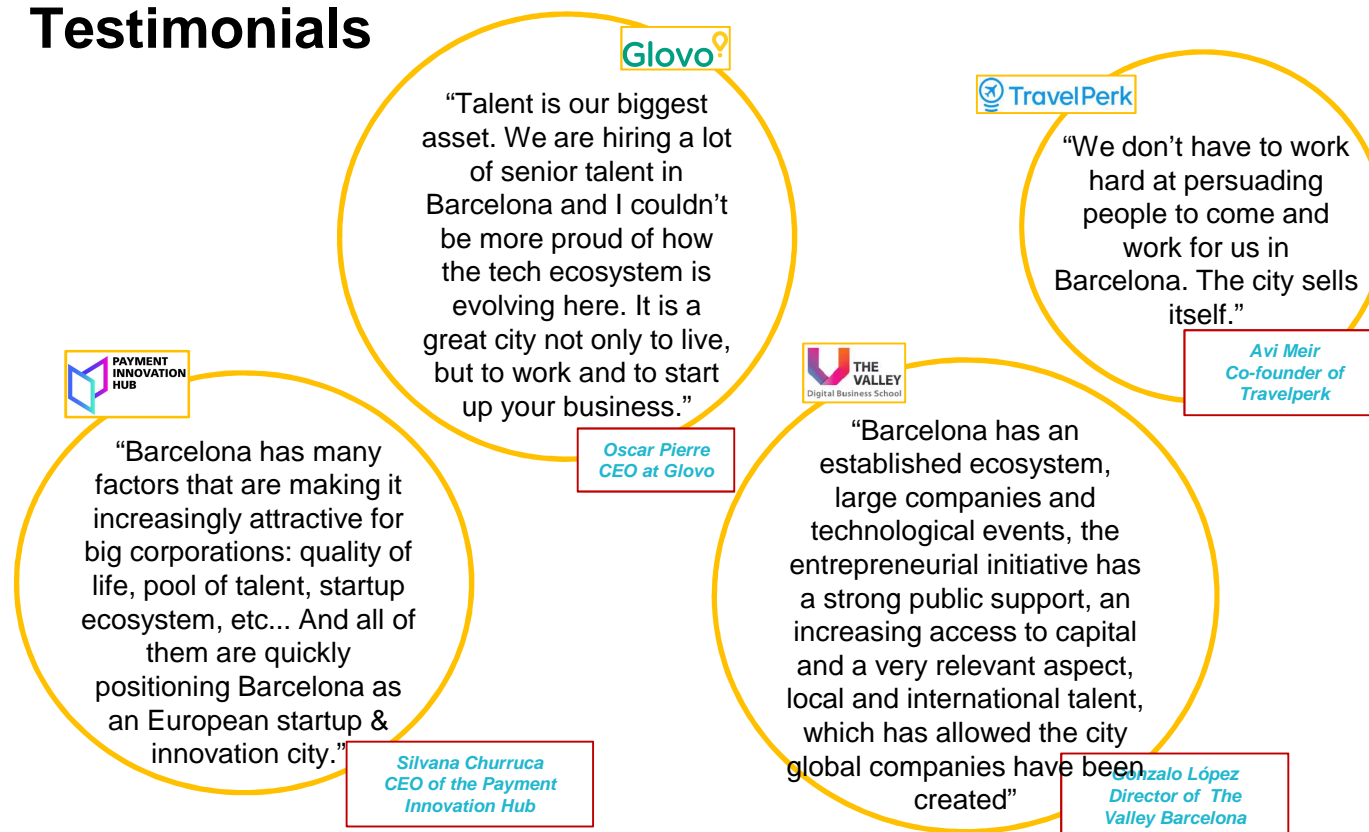 Testimonials
Glovo
“Talent is our biggest
asset. We are hiring a lot
of senior talent in
Barcelona and I couldn’t
be more proud of how
the tech ecosystem is
evolving here. It is a
great city not only to live,
but to work and to start
up your business.”
Oscar Pierre
CEO at Glovo
TravelPerk
“We don’t have to work
hard at persuading
people to come and
work for us in
Barcelona. The city sells
itself.”
Avi Meir
Co-founder of
Travelperk
PAYMENT
INNOVATION
HUB
“Barcelona has many
factors that are making it
increasingly attractive for
big corporations: quality of
life, pool of talent, startup
ecosystem, etc... And all of
them are quickly
positioning Barcelona as
an European startup &
innovation city.”
Silvana Churruca
CEO of the Payment
Innovation Hub
THE
VALLEY
Digital Business School
“Barcelona has an
established ecosystem,
large companies and
technological events, the
entrepreneurial initiative has
a strong public support, an
increasing access to capital
and a very relevant aspect,
local and international talent,
which has allowed the city
global companies have been
created”
Gonzalo López
Director of The
Valley Barcelona